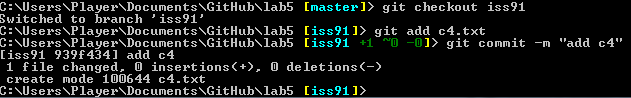 C:\Users\Player\Documents\GitHub\lab5 [master]> git checkout iss91
Switched to branch 'iss91'
C:\Users\Player\Documents\GitHub\lab5 [iss91]> git add c4.txt
C:\Users\Player\Documents\GitHub\lab5 [iss91 +1 ~0 -0]> git commit -m "add c4"
[iss91 939f434] add c4
 1 file changed, 0 insertions(+), 0 deletions(-)
 create mode 100644 c4.txt
C:\Users\Player\Documents\GitHub\lab5 [iss91]>